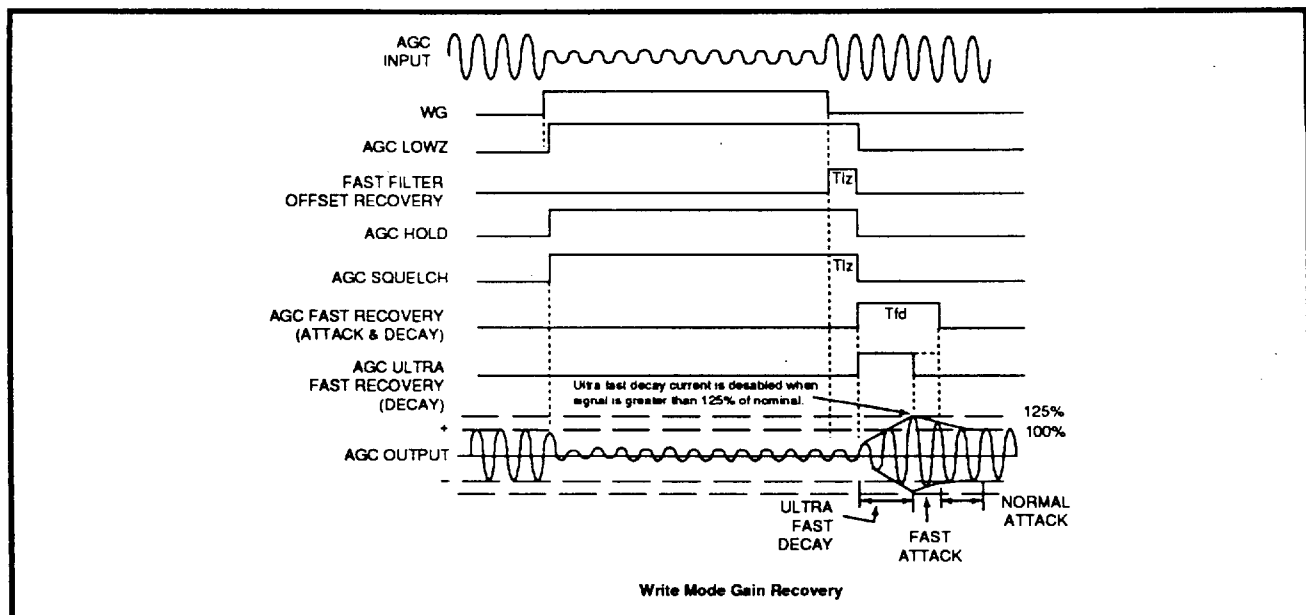 AGC
INPUT
WG
AGC LOWZ
FAST FILTER
OFFSET RECOVERY
Tlz
AGC HOLD
AGC SQUELCH
Tlz
AGC FAST RECOVERY
(ATTACK & DECAY)
Tfd
AGC ULTRA
FAST RECOVERY
(DECAY)
Ultra fast decay current is desabled when
signal is greater than 125% of nominal.
125%
+
100%
AGC OUTPUT
-
ULTRA
FAST
DECAY
FAST
ATTACK
NORMAL
ATTACK
Write Mode Gain Recovery